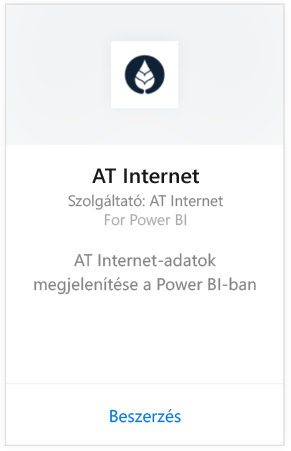 AT Internet
Szolgáltató: AT Internet
For Power BI
AT Internet-adatok
megjelenítése a Power BI-ban
Beszerzés